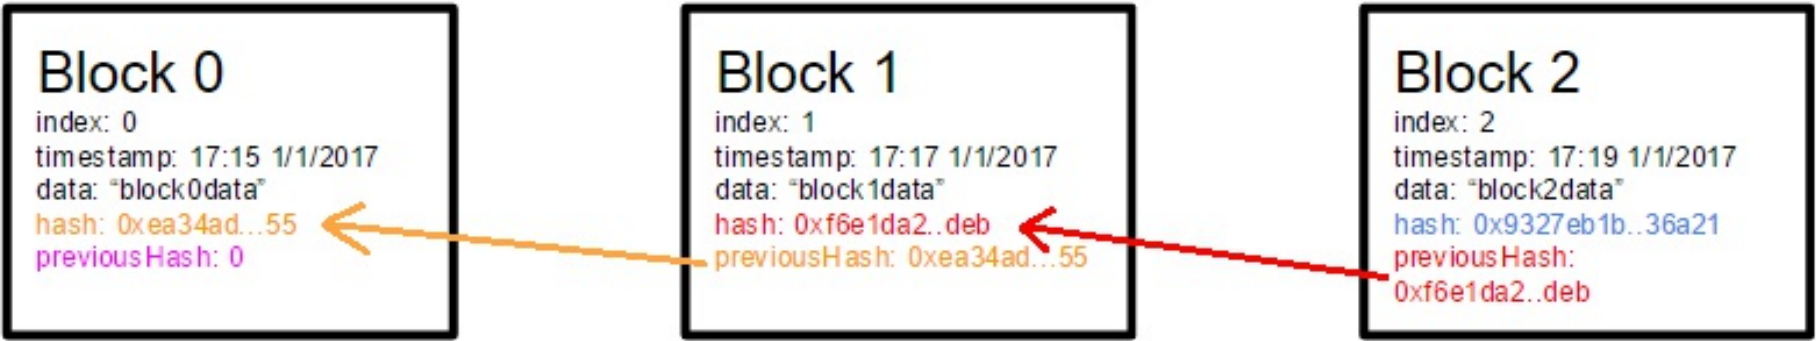 Block 0
index: 0
timestamp: 17:15 1/1/2017
data: “block0data”
hash: 0xea34ad...55
previousHash: 0
Block 1
index: 1
timestamp: 17:17 1/1/2017
data: “block1data”
hash: 0xf6e1da2..deb
previousHash: 0xea34ad...55
Block 2
index: 2
timestamp: 17:19 1/1/2017
data: “block2data”
hash: 0x9327eb1b..36a21
previousHash:
0xf6e1da2..deb